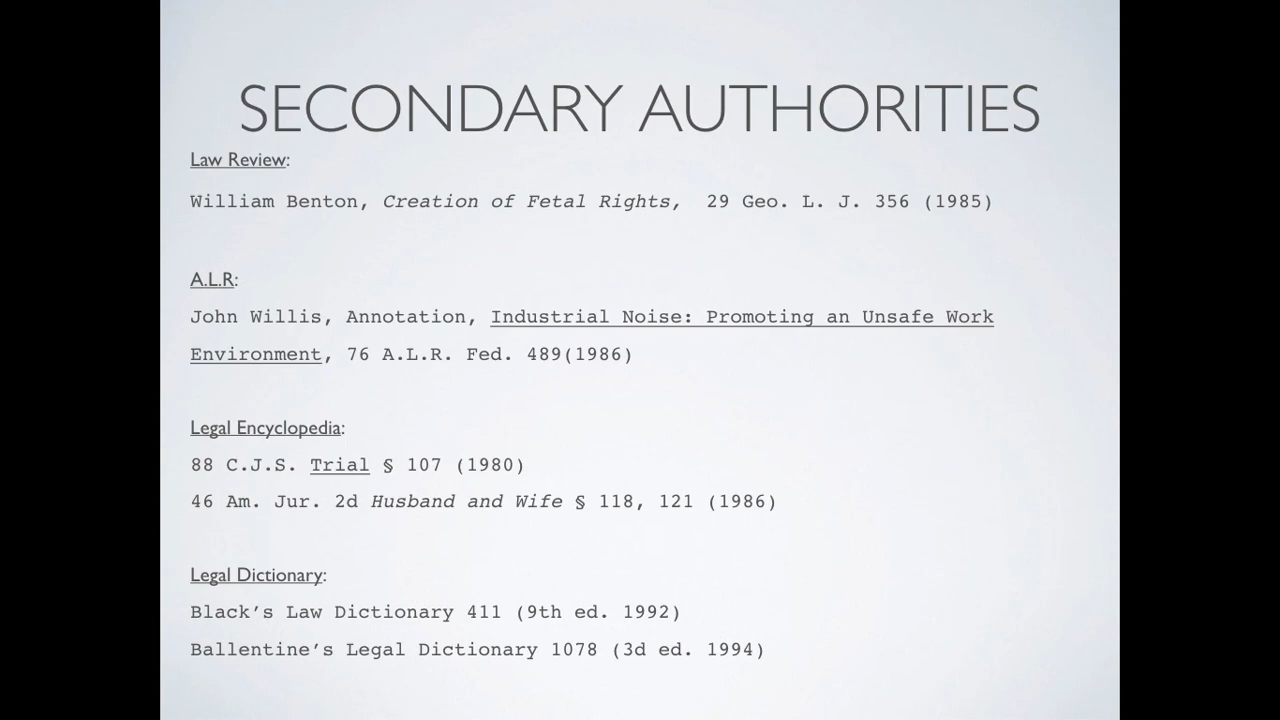 SECONDARY AUTHORITIES
Law Review:
William Benton, Creation of Fetal Rights, 29 Geo. L. J. 356 (1985)
A.L.R:
John Willis, Annotation, Industrial Noise: Promoting an Unsafe Work
Environment, 76 A.L.R. Fed. 489(1986)
Legal Encyclopedia:
88 C.J.S. Trial § 107 (1980)
46 Am. Jur. 2d Husband and Wife § 118, 121 (1986)
Legal Dictionary:
Black’s Law Dictionary 411 (9th ed. 1992)
Ballentine’s Legal Dictionary 1078 (3d ed. 1994)